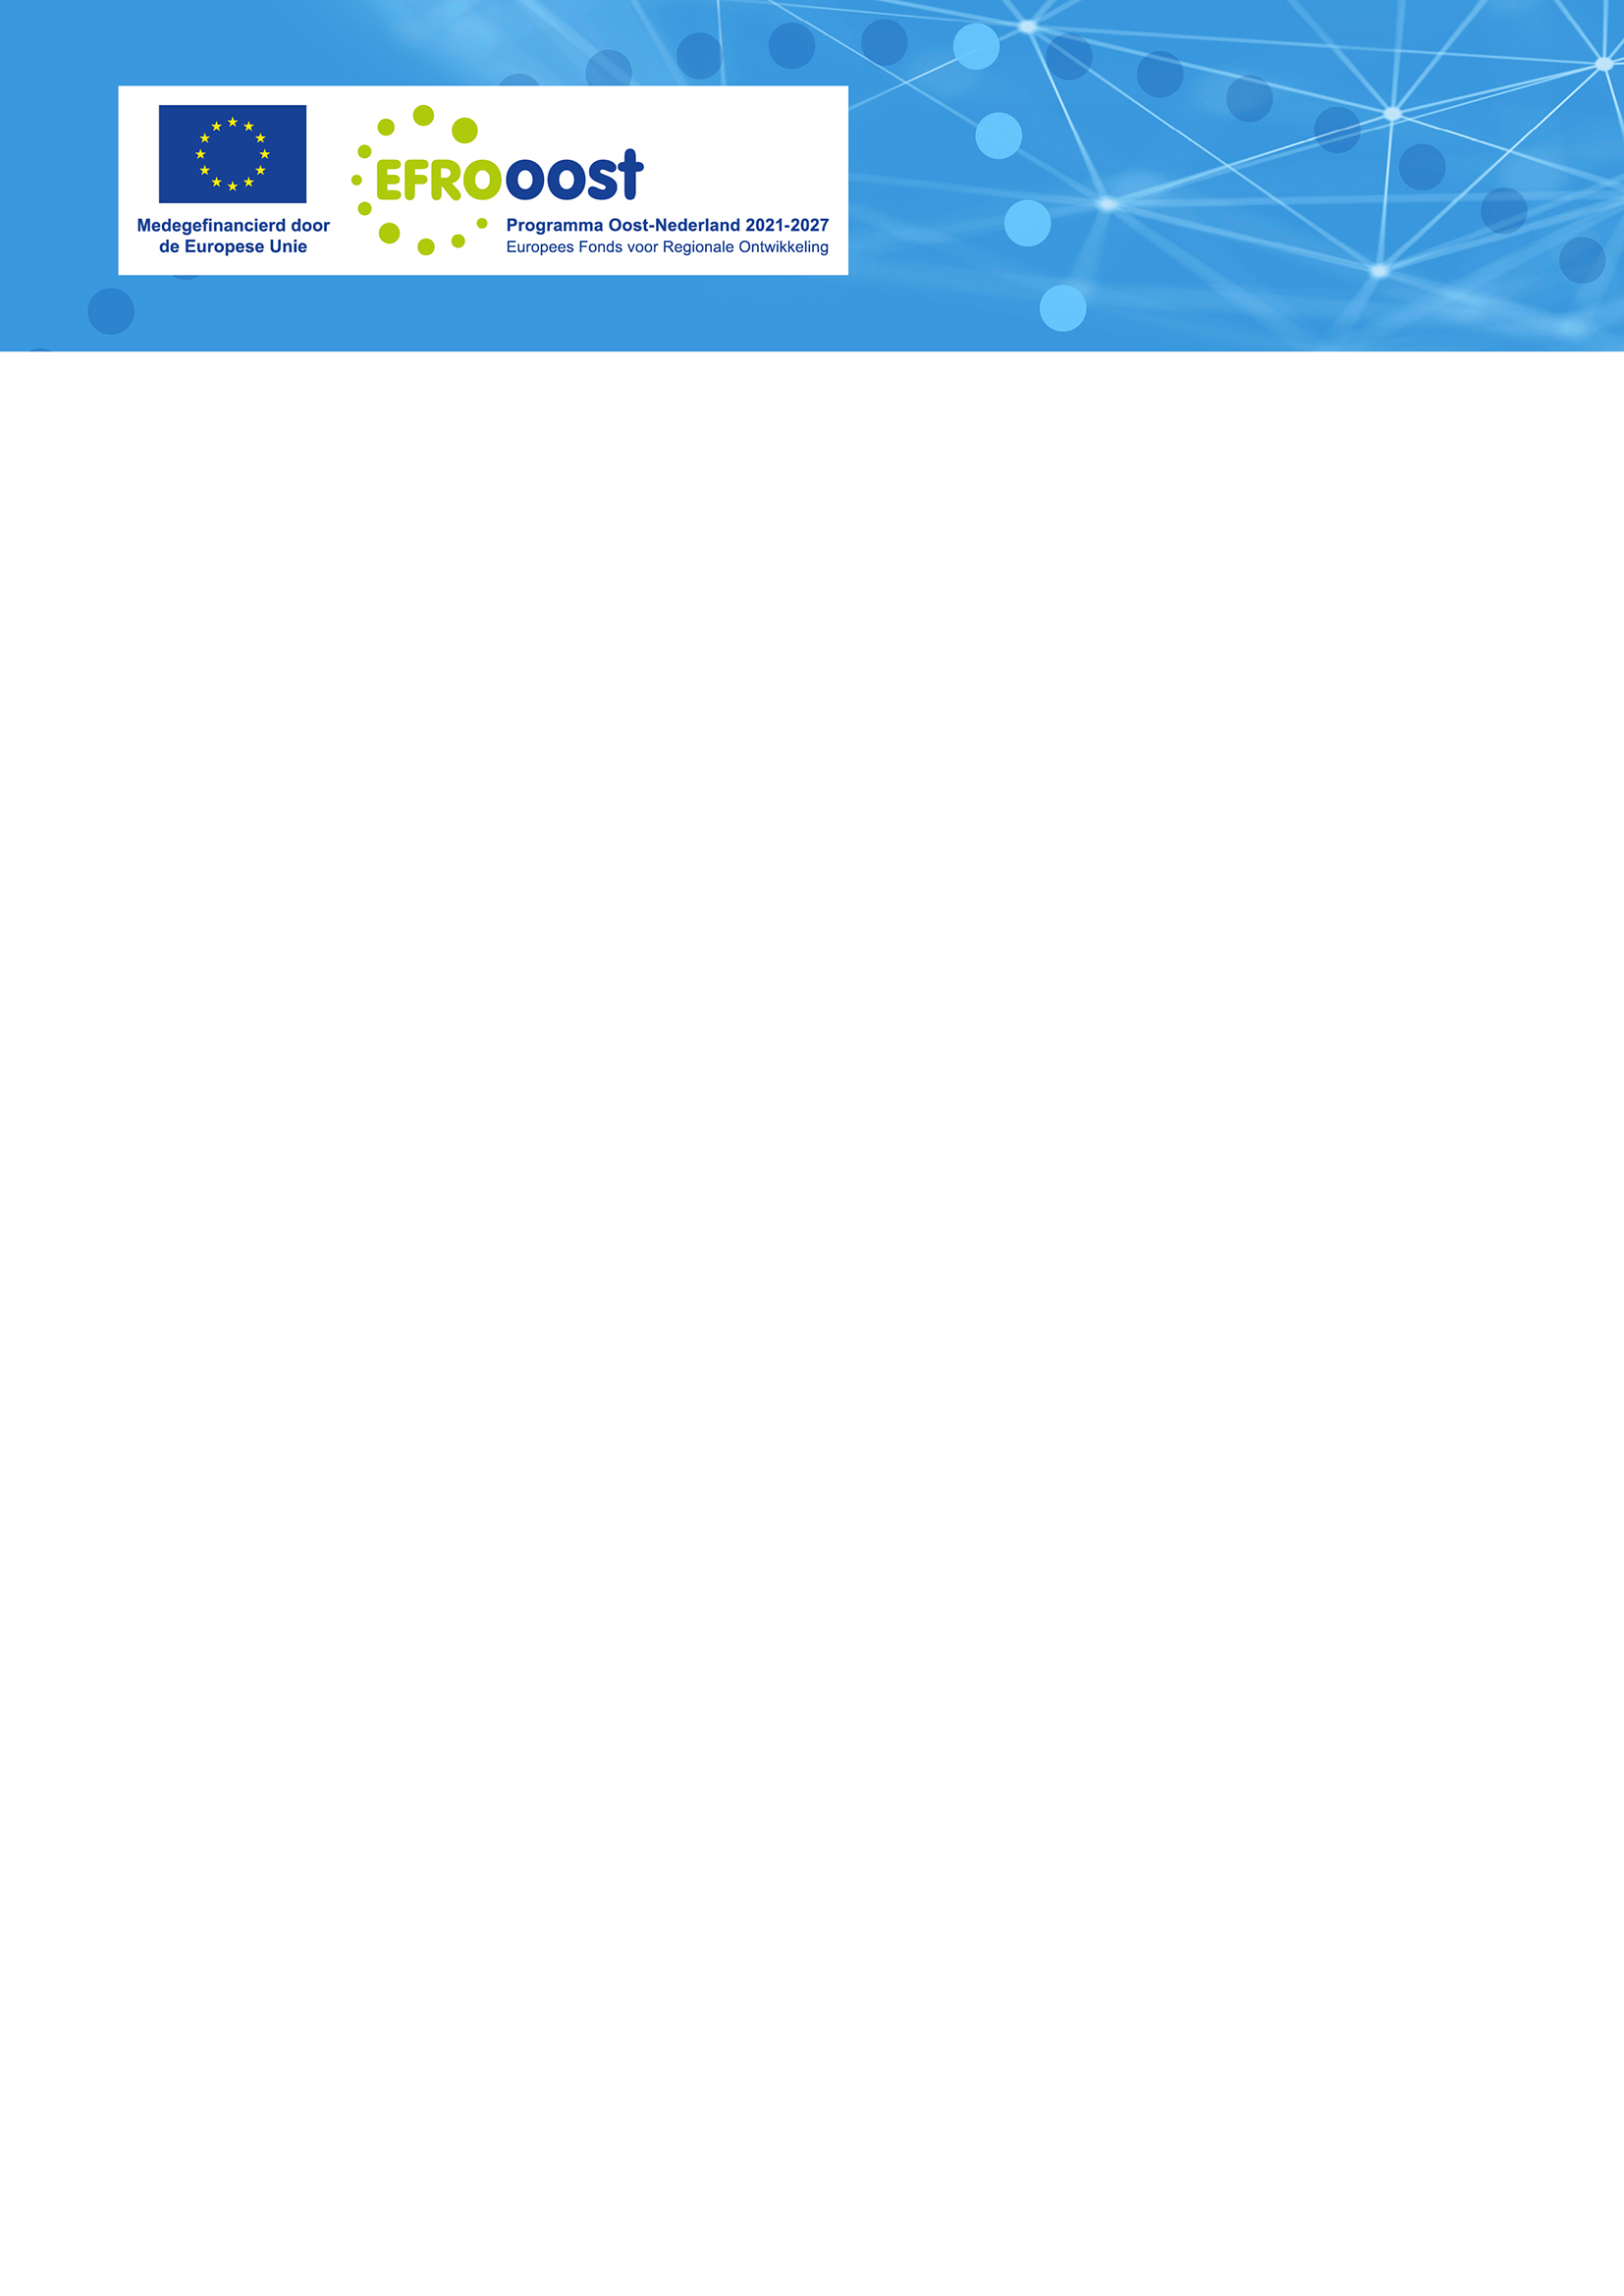 EFROoost
Medegefinancierd door
de Europese Unie
Programma Oost-Nederland 2021-2027
Europees Fonds voor Regionale Ontwikkeling